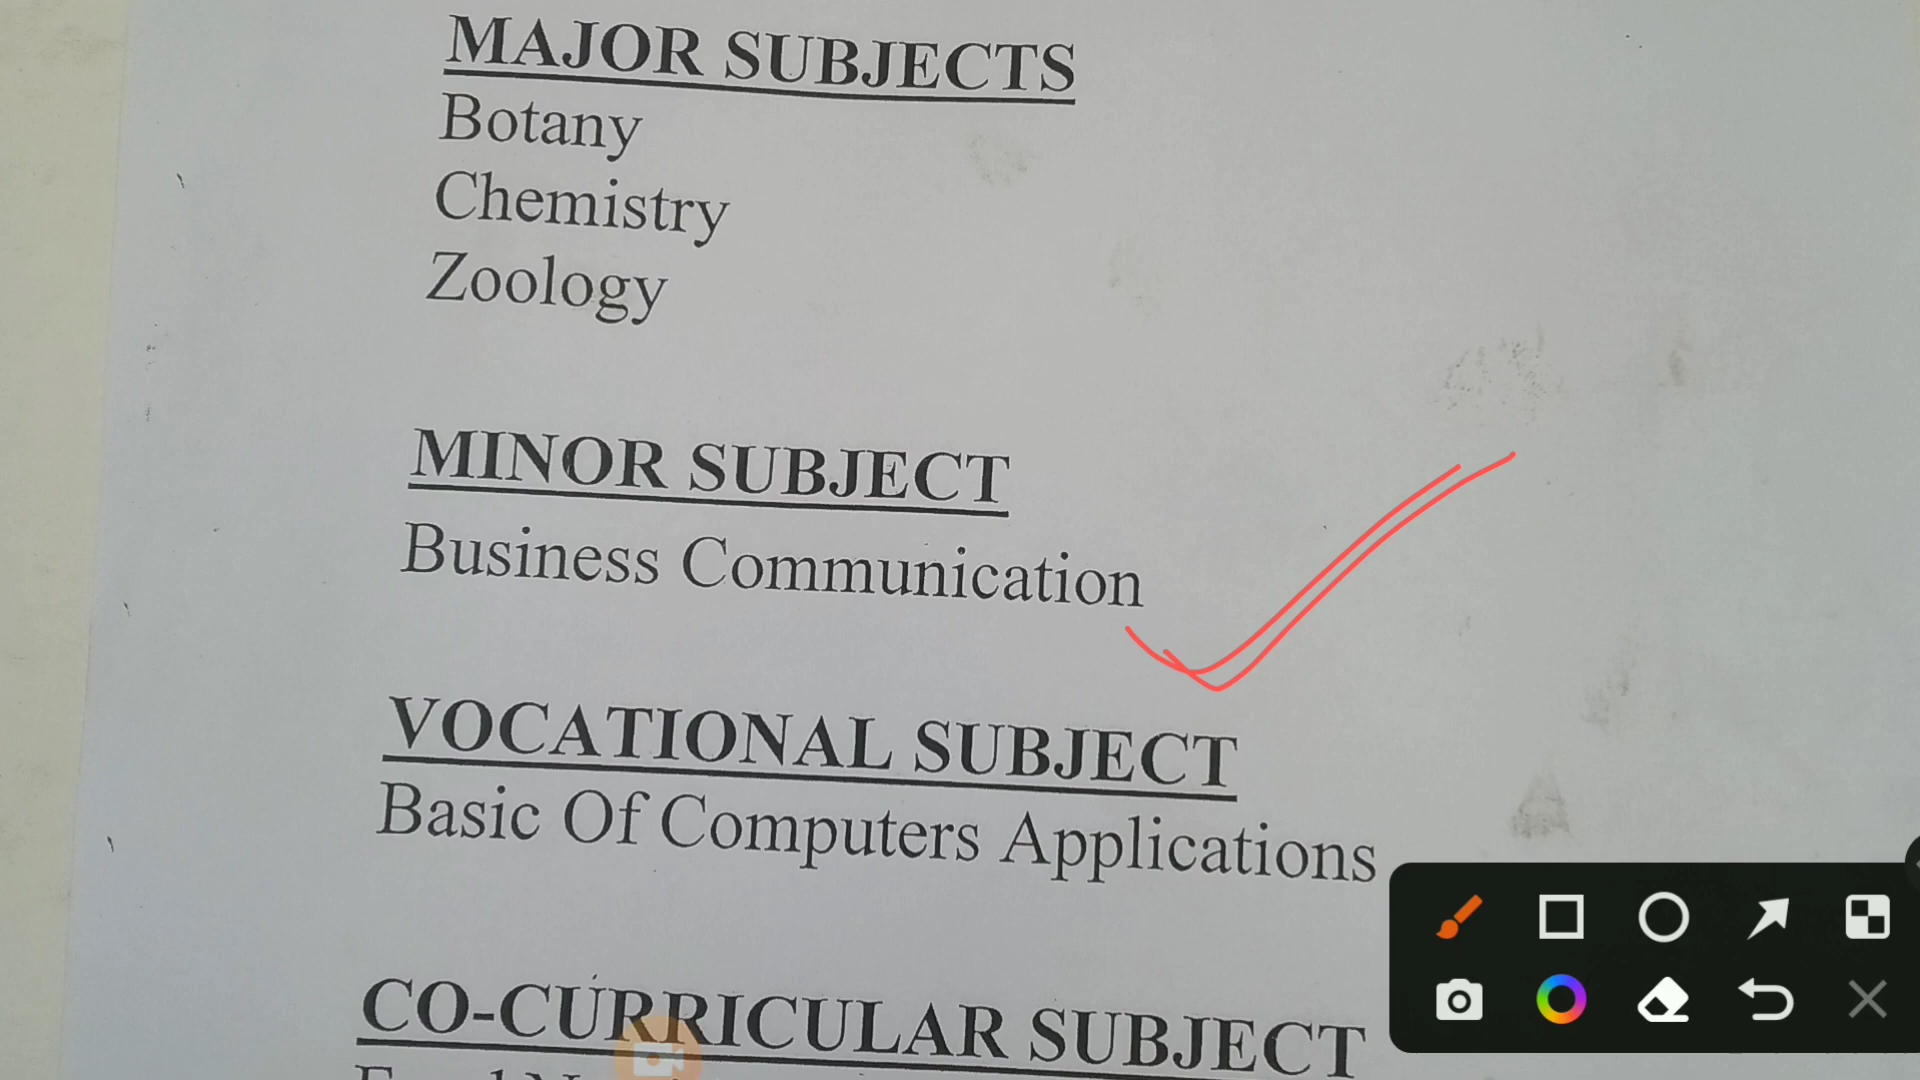 MAJOR SUBJECTS
Botany
Chemistry
Zoology
MINOR SUBJECT
Business Communication
VOCATIONAL SUBJECT
Basic Of Computers Applications
CO-CURRICULAR SUBJECT